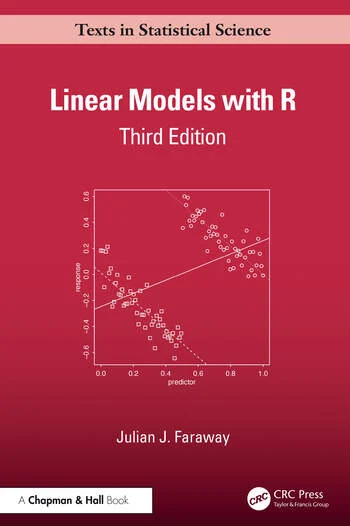 Texts in Statistical Science
Linear Models with R
Third Edition
0.6
0.4
0.2
0.0
−0.2
−0.4
−0.6
response
0.0 0.2 0.4 0.6 0.8 1.0
predictor
Julian J. Faraway
A Chapman & Hall Book
CRC
CRC Press
Taylor & Francis Group